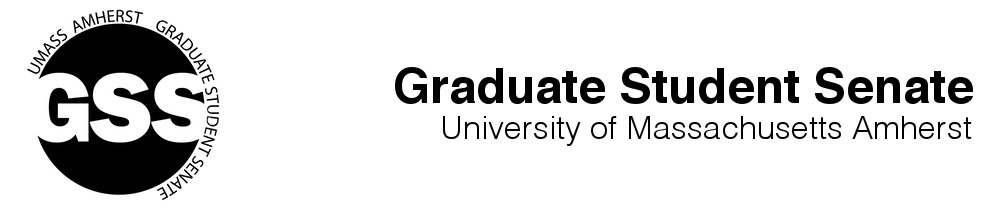 UMASS AMHERST GRADUATE STUDENT SENATE
GSS
Graduate Student Senate
University of Massachusetts Amherst